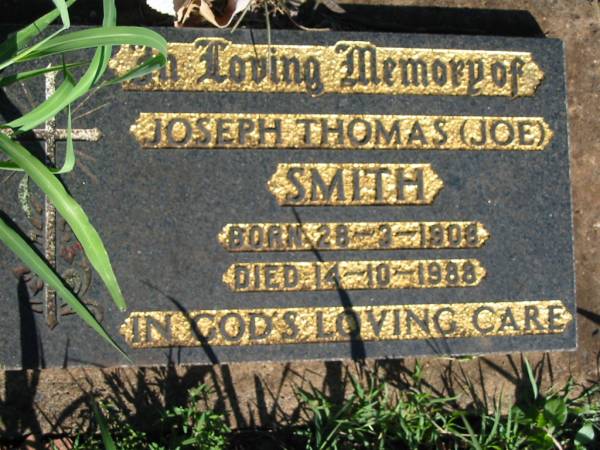 In Loving Memory of
JOSEPH THOMAS (JOE)
SMITH
BORN 28-3-1908
DIED 14-10-1988
IN GOD'S LOVING CARE